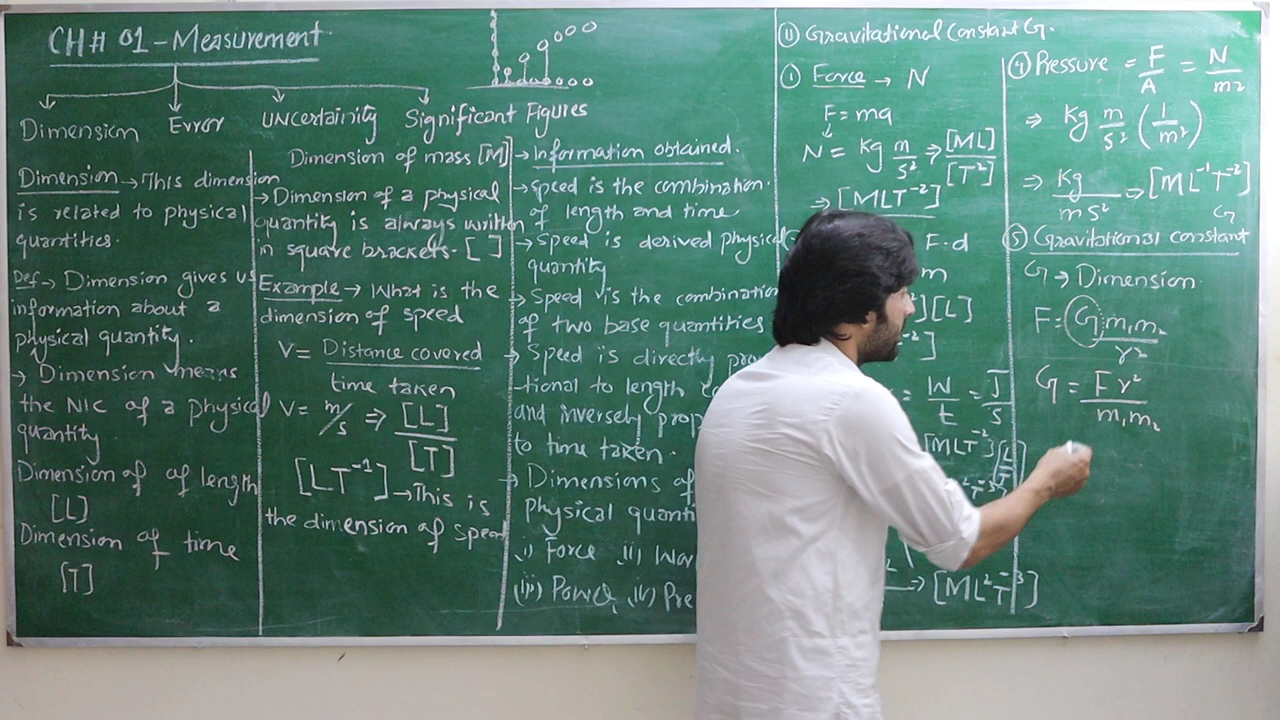 CH# 01 - Measurement
Dimension Error Uncertainity Significant Figures
Dimension → This dimension
is related to physical
quantities.
Def → Dimension gives us
information about a
physical quantity.
→ Dimension means
the NIC of a physical
quantity
Dimension of of length
[L]
Dimension of time
[T]
Dimension of mass [M]
→ Dimension of a physical
quantity is always written
in square brackets. [ ]
Example → What is the
dimension of speed
V = Distance covered
time taken
V = m/s ⇒ [L]
[T]
[LT⁻¹] → This is
the dimension of speed
→ Information obtained.
→ Speed is the combination.
of length and time
→ Speed is derived physical
quantity
→ Speed is the combination
of two base quantities
→ Speed is directly pro
tional to length
and inversely prop
to time taken.
→ Dimensions of
physical quanti
(i) Force (ii) Wor
(iii) Power, (iv) Pre
Gravitational Constant G.
① Force → N
F = ma
N = Kg m/s² ⇒ [ML]
[T²]
→ [MLT⁻²]
F.d
m
][L]
⁻²]
= W/t = J/s
[MLT⁻²]
⇒ [ML²T⁻³]
④ Pressure = F/A = N/m²
⇒ Kg m/s² (1/m²)
⇒ Kg/ms² ⇒ [ML⁻¹T⁻²]
G
⑤ Gravitational constant
G → Dimension
F = G m₁m₂
r²
G = Fr²
m₁m₂